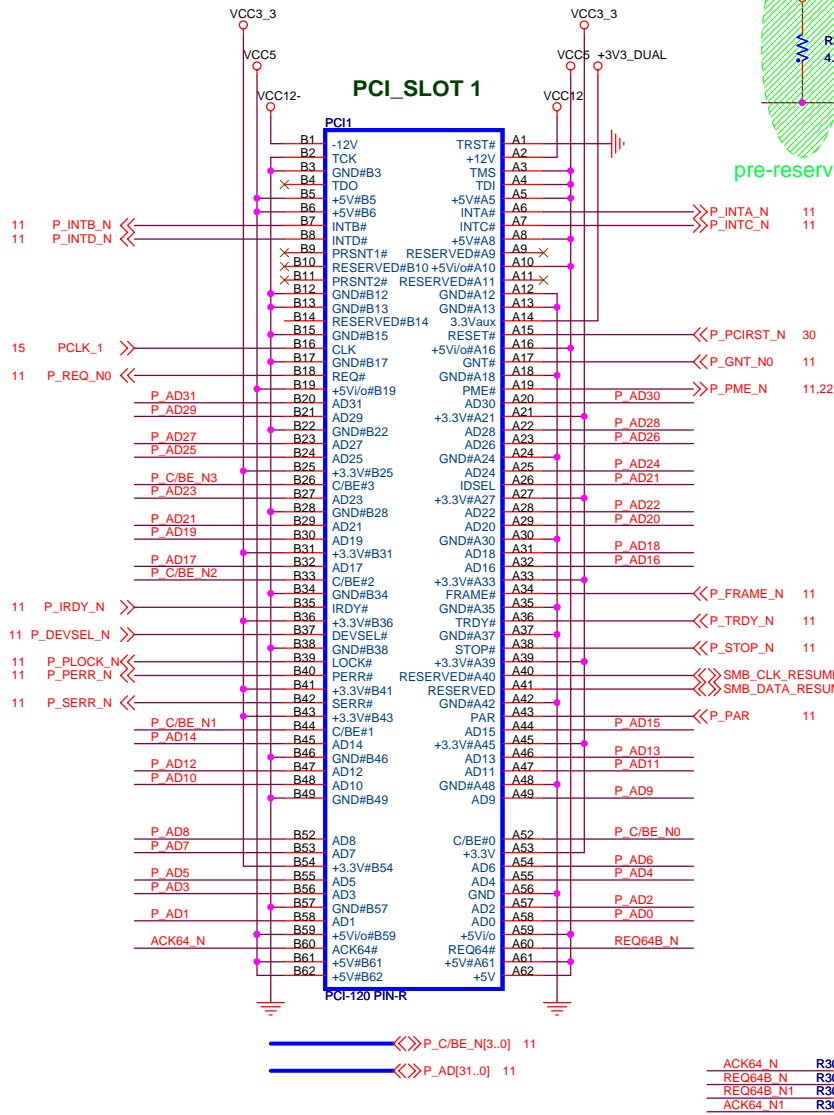 VCC3_3 VCC3_3
VCC5 VCC5 +3V3_DUAL
VCC12- VCC12
PCI_SLOT 1
PCI1
pre-reserv
B1 -12V TRST# A1
B2 TCK +12V A2
B3 GND#B3 TMS A3
B4 TDO TDI A4
B5 +5V#B5 +5V#A5 A5
11 P_INTB_N B6 +5V#B6 INTA# A6 P_INTA_N 11
11 P_INTD_N B7 INTB# INTC# A7 P_INTC_N 11
B8 INTD# +5V#A8 A8
B9 PRSNT1# RESERVED#A9 A9
B10 RESERVED#B10 +5Vi/o#A10 A10
B11 PRSNT2# RESERVED#A11 A11
B12 GND#B12 GND#A12 A12
B13 GND#B13 GND#A13 A13
B14 RESERVED#B14 3.3Vaux A14
B15 GND#B15 RESET# A15 P_PCIRST_N 30
15 PCLK_1 B16 CLK +5Vi/o#A16 A16
B17 GND#B17 GNT# A17 P_GNT_N0 11
11 P_REQ_N0 B18 REQ# GND#A18 A18
B19 +5Vi/o#B19 PME# A19 P_PME_N 11,22
P_AD31 B20 AD31 AD30 A20 P_AD30
P_AD29 B21 AD29 +3.3V#A21 A21
B22 GND#B22 AD28 A22 P_AD28
P_AD27 B23 AD27 AD26 A23 P_AD26
P_AD25 B24 AD25 GND#A24 A24
B25 +3.3V#B25 AD24 A25 P_AD24
P_C/BE_N3 B26 C/BE#3 IDSEL A26 P_AD21
P_AD23 B27 AD23 +3.3V#A27 A27
B28 GND#B28 AD22 A28 P_AD22
P_AD21 B29 AD21 AD20 A29 P_AD20
P_AD19 B30 AD19 GND#A30 A30
B31 +3.3V#B31 AD18 A31 P_AD18
P_AD17 B32 AD17 AD16 A32 P_AD16
P_C/BE_N2 B33 C/BE#2 +3.3V#A33 A33
B34 GND#B34 FRAME# A34 P_FRAME_N 11
11 P_IRDY_N B35 IRDY# GND#A35 A35
B36 +3.3V#B36 TRDY# A36 P_TRDY_N 11
11 P_DEVSEL_N B37 DEVSEL# GND#A37 A37
B38 GND#B38 STOP# A38 P_STOP_N 11
11 P_PLOCK_N B39 LOCK# +3.3V#A39 A39
11 P_PERR_N B40 PERR# RESERVED#A40 A40 SMB_CLK_RESUM
B41 +3.3V#B41 RESERVED A41 SMB_DATA_RESU
11 P_SERR_N B42 SERR# GND#A42 A42
B43 +3.3V#B43 PAR A43 P_PAR 11
P_C/BE_N1 B44 C/BE#1 AD15 A44 P_AD15
P_AD14 B45 AD14 +3.3V#A45 A45
B46 GND#B46 AD13 A46 P_AD13
P_AD12 B47 AD12 AD11 A47 P_AD11
P_AD10 B48 AD10 GND#A48 A48
B49 GND#B49 AD9 A49 P_AD9
P_AD8 B52 AD8 C/BE#0 A52 P_C/BE_N0
P_AD7 B53 AD7 +3.3V A53
B54 +3.3V#B54 AD6 A54 P_AD6
P_AD5 B55 AD5 AD4 A55 P_AD4
P_AD3 B56 AD3 GND A56
B57 GND#B57 AD2 A57 P_AD2
P_AD1 B58 AD1 AD0 A58 P_AD0
B59 +5Vi/o#B59 +5Vi/o A59
ACK64_N B60 ACK64# REQ64# A60 REQ64B_N
B61 +5V#B61 +5V#A61 A61
B62 +5V#B62 +5V A62
PCI-120 PIN-R
P_C/BE_N[3..0] 11
P_AD[31..0] 11
ACK64_N R30
REQ64B_N R30
REQ64B_N1 R30
ACK64_N1 R30